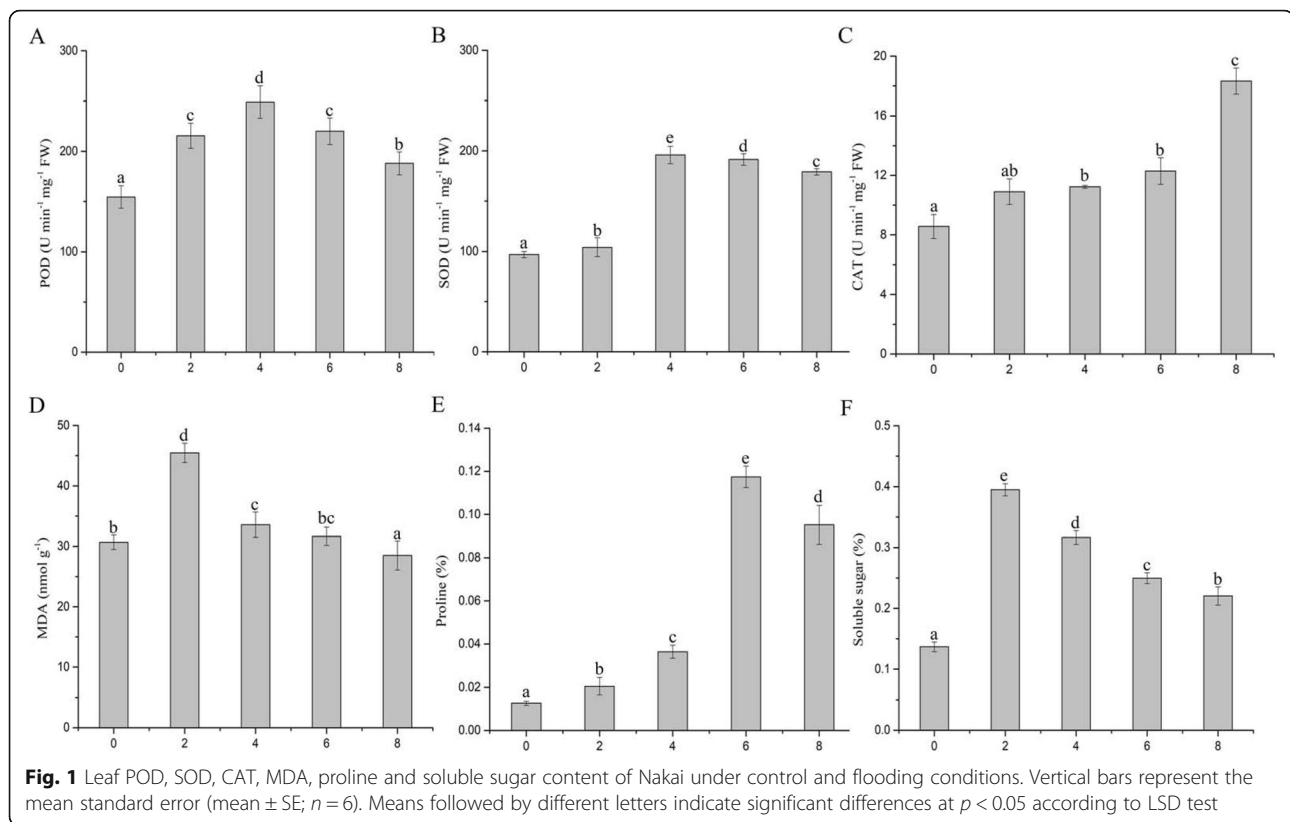 A
POD (U min⁻¹ mg⁻¹ FW)
300
200
100
0
a
c
d
c
b
0 2 4 6 8
B
SOD (U min⁻¹ mg⁻¹ FW)
300
200
100
0
a
b
e
d
c
0 2 4 6 8
C
CAT (U min⁻¹ mg⁻¹ FW)
20
16
12
8
4
0
a
ab
b
b
c
0 2 4 6 8
D
MDA (nmol g⁻¹)
50
40
30
20
10
0
b
d
c
bc
a
0 2 4 6 8
E
Proline (%)
0.14
0.12
0.10
0.08
0.06
0.04
0.02
0.00
a
b
c
e
d
0 2 4 6 8
F
Soluble sugar (%)
0.5
0.4
0.3
0.2
0.1
0.0
a
e
d
c
b
0 2 4 6 8
Fig. 1 Leaf POD, SOD, CAT, MDA, proline and soluble sugar content of Nakai under control and flooding conditions. Vertical bars represent the
mean standard error (mean ± SE; n = 6). Means followed by different letters indicate significant differences at p < 0.05 according to LSD test